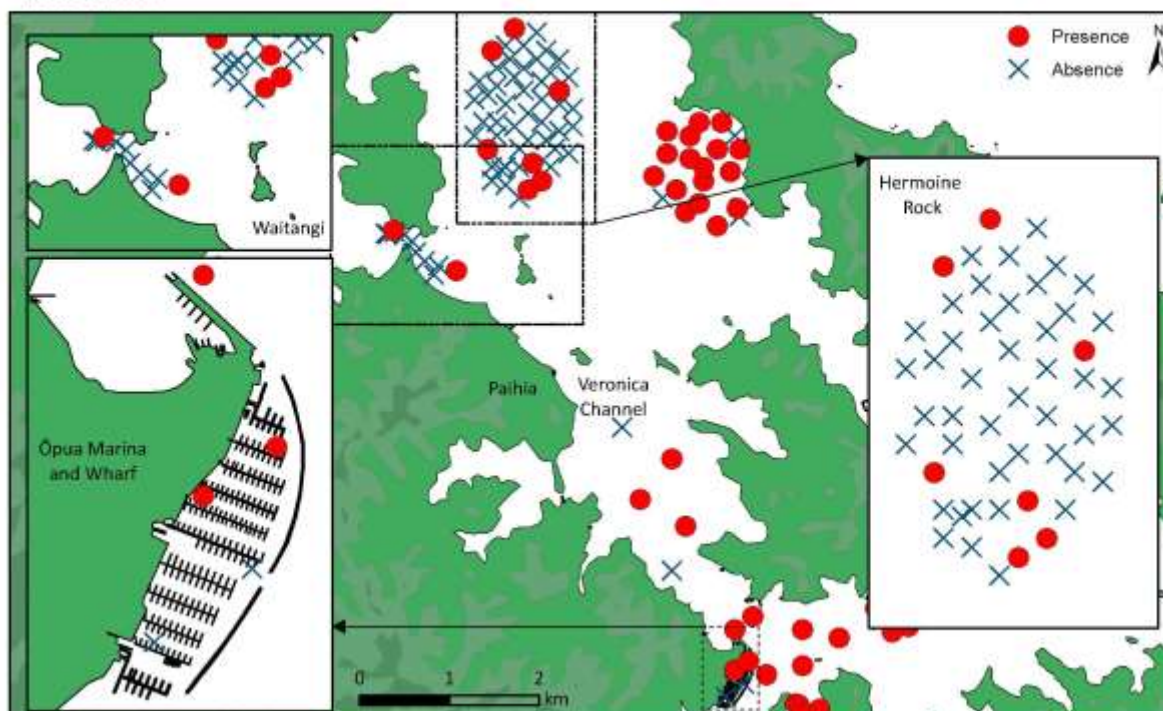 Presence
N
Absence
Hermoine
Rock
Waitangi
Paihia
Veronica
Channel
Ōpua Marina
and Wharf
0 1 2
km